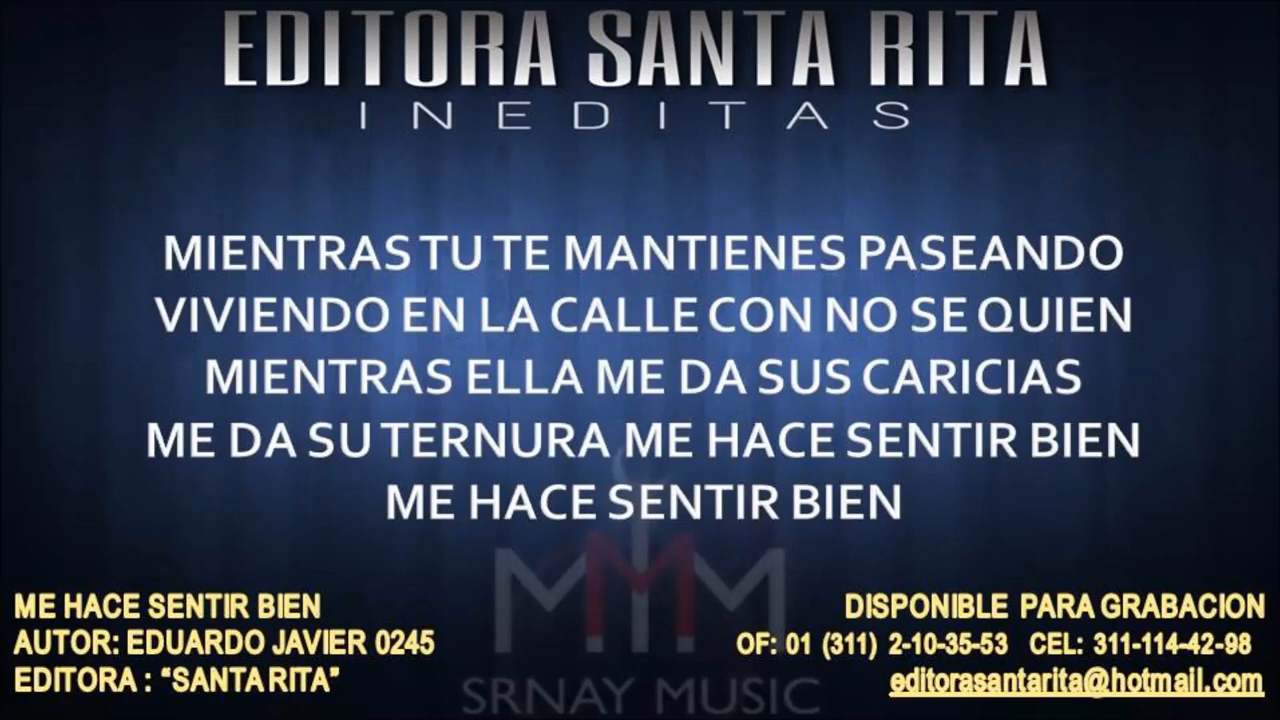 EDITORA SANTA RITA
INEDITAS
MIENTRAS TU TE MANTIENES PASEANDO
VIVIENDO EN LA CALLE CON NO SE QUIEN
MIENTRAS ELLA ME DA SUS CARICIAS
ME DA SU TERNURA ME HACE SENTIR BIEN
ME HACE SENTIR BIEN
MMM
SRNAY MUSIC
ME HACE SENTIR BIEN
AUTOR: EDUARDO JAVIER 0245
EDITORA : “SANTA RITA”
DISPONIBLE PARA GRABACION
OF: 01 (311) 2-10-35-53 CEL: 311-114-42-98
editorasantarita@hotmail.com